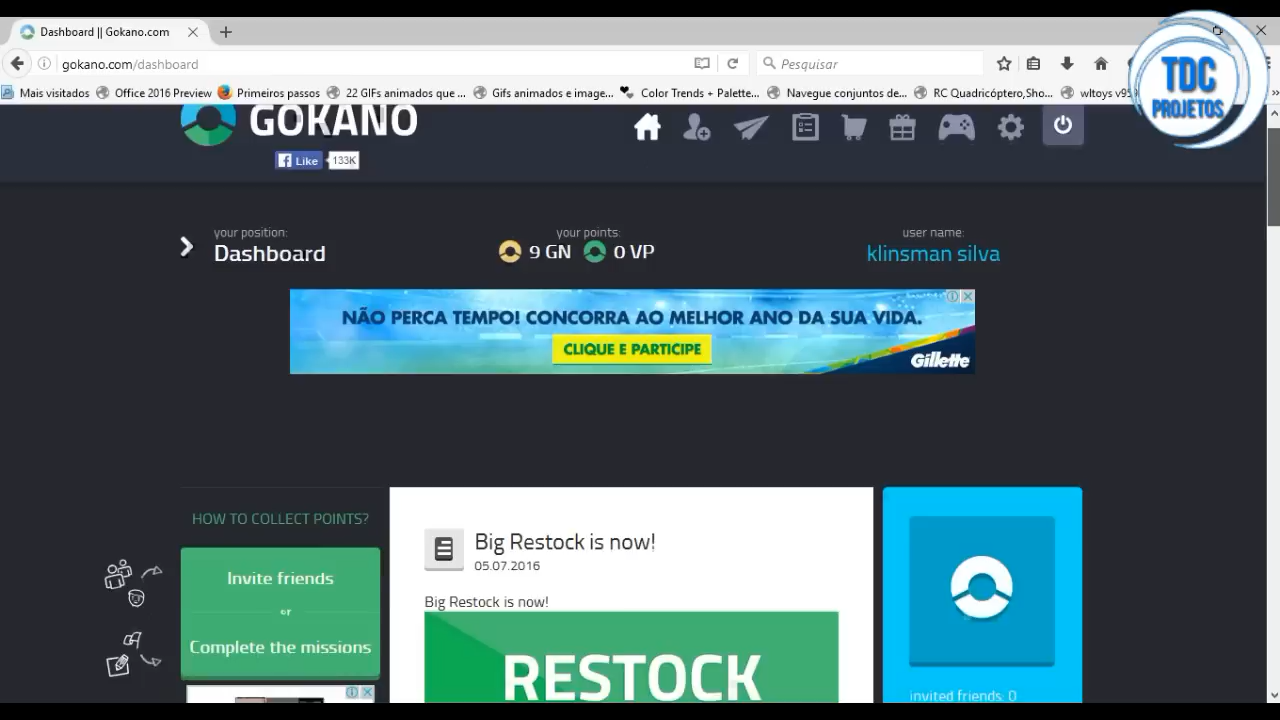 Dashboard || Gokano.com
gokano.com/dashboard
Pesquisar
Mais visitados
Office 2016 Preview
Primeiros passos
22 GIFs animados que ...
Gifs animados e image...
Color Trends + Palette...
Navegue conjuntos de...
RC Quadricóptero,Sho...
wltoys v959
TDC
PROJETOS
GOKANO
Like
133K
your position:
Dashboard
your points:
9 GN
0 VP
user name:
klinsman silva
NÃO PERCA TEMPO! CONCORRA AO MELHOR ANO DA SUA VIDA.
CLIQUE E PARTICIPE
Gillette
HOW TO COLLECT POINTS?
Invite friends
or
Complete the missions
Big Restock is now!
05.07.2016
Big Restock is now!
RESTOCK
invited friends: 0